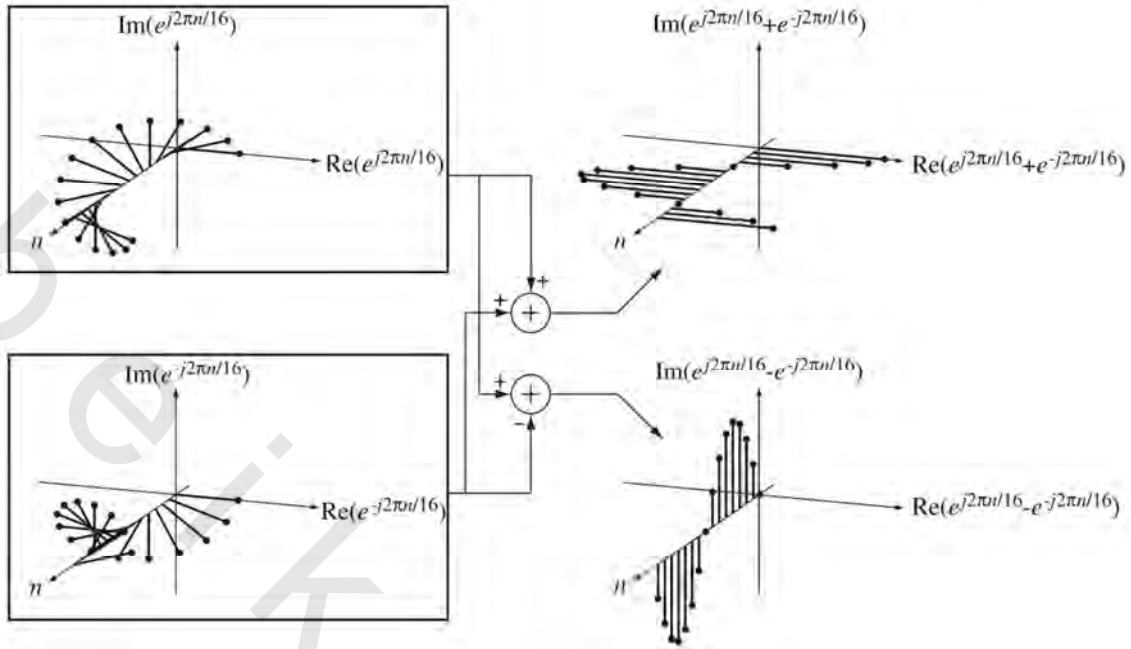 Im(e^{j2πn/16})
Re(e^{j2πn/16})
n
Im(e^{j2πn/16}+e^{-j2πn/16})
Re(e^{j2πn/16}+e^{-j2πn/16})
n
+
+
+
Im(e^{-j2πn/16})
Re(e^{-j2πn/16})
n
+
+
-
Im(e^{j2πn/16}-e^{-j2πn/16})
Re(e^{j2πn/16}-e^{-j2πn/16})
n